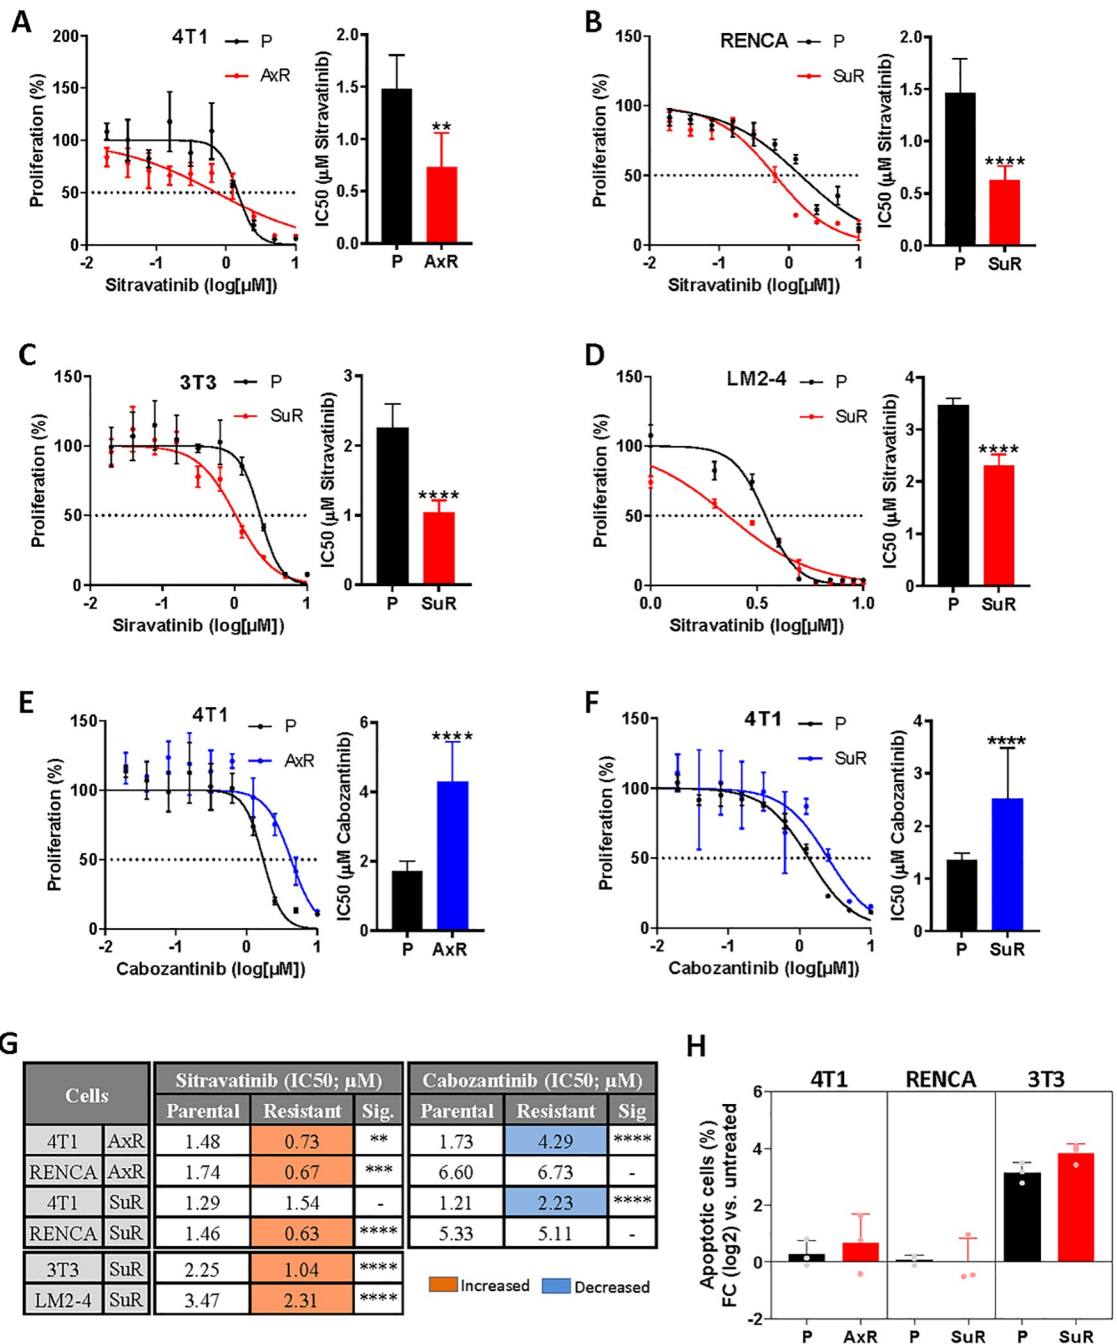 A
4T1
P
AxR
Proliferation (%)
200
150
100
50
0
-2
-1
0
1
Sitravatinib (log[µM])
IC50 (µM Sitravatinib)
2.0
1.5
1.0
0.5
0.0
**
P AxR
B
RENCA
P
SuR
Proliferation (%)
150
100
50
0
-2
-1
0
1
Sitravatinib (log[µM])
IC50 (µM Sitravatinib)
2.0
1.5
1.0
0.5
0.0
****
P SuR
C
3T3
P
SuR
Proliferation (%)
150
100
50
0
-2
-1
0
1
Siravatinib (log[µM])
IC50 (µM Sitravatinib)
3
2
1
0
****
P SuR
D
LM2-4
P
SuR
Proliferation (%)
150
100
50
0
0.0
0.5
1.0
Sitravatinib (log[µM])
IC50 (µM Sitravatinib)
4
3
2
1
0
****
P SuR
E
4T1
P
AxR
Proliferation (%)
150
100
50
0
-2
-1
0
1
Cabozantinib (log[µM])
IC50 (µM Cabozantinib)
6
4
2
0
****
P AxR
F
4T1
P
SuR
Proliferation (%)
150
100
50
0
-2
-1
0
1
Cabozantinib (log[µM])
IC50 (µM Cabozantinib)
4
3
2
1
0
****
P SuR
G
Cells Sitravatinib (IC50; µM) Cabozantinib (IC50; µM)
Parental Resistant Sig. Parental Resistant Sig
4T1 AxR 1.48 0.73 ** 1.73 4.29 ****
RENCA AxR 1.74 0.67 *** 6.60 6.73 -
4T1 SuR 1.29 1.54 - 1.21 2.23 ****
RENCA SuR 1.46 0.63 **** 5.33 5.11 -
3T3 SuR 2.25 1.04 ****
LM2-4 SuR 3.47 2.31 ****
Increased Decreased
H
4T1 RENCA 3T3
Apoptotic cells (%)
FC (log2) vs. untreated
6
4
2
0
-2
P AxR P SuR P SuR